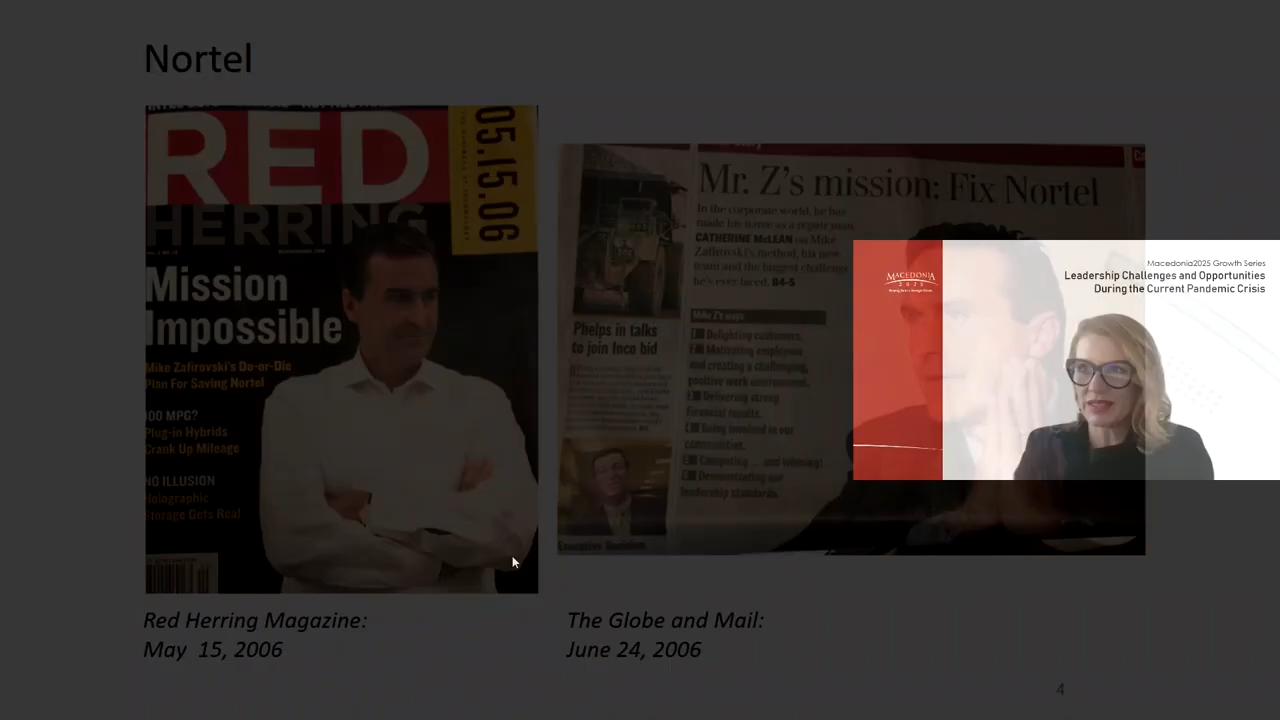 Nortel
RED
HERRING
05.15.06
Mission
Impossible
Mike Zafirovski's Do-or-Die
Plan For Saving Nortel
100 MPG?
Plug-in Hybrids
Crank Up Mileage
NO ILLUSION
Holographic
Storage Gets Real
Mr. Z's mission: Fix Nortel
In the corporate world, he has
made his name as a repair man.
CATHERINE McLEAN on Mike
Zafirovski's method, his new
team and the biggest challenge
he's ever faced. B4-5
Phelps in talks
to join Inco bid
Mike Z's ways
Delighting customers.
Motivating employees
and creating a challenging,
positive work environment.
Delivering strong
financial results.
Being involved in our
communities.
Competing ... and winning!
Demonstrating our
leadership standards.
Executive Decision
MACEDONIA
2025
Macedonia2025 Growth Series
Leadership Challenges and Opportunities
During the Current Pandemic Crisis
Red Herring Magazine:
May 15, 2006
The Globe and Mail:
June 24, 2006
4